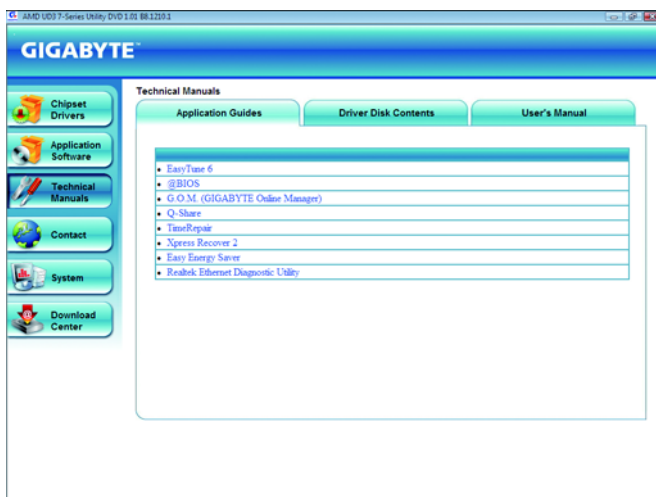 AMD UD3 7-Series Utility DVD 1.01 B8.1210.1
GIGABYTE™
Chipset
Drivers
Application
Software
Technical
Manuals
Contact
System
Download
Center
Technical Manuals
Application Guides
Driver Disk Contents
User's Manual
• EasyTune 6
• @BIOS
• G.O.M. (GIGABYTE Online Manager)
• Q-Share
• TimeRepair
• Xpress Recover 2
• Easy Energy Saver
• Realtek Ethernet Diagnostic Utility